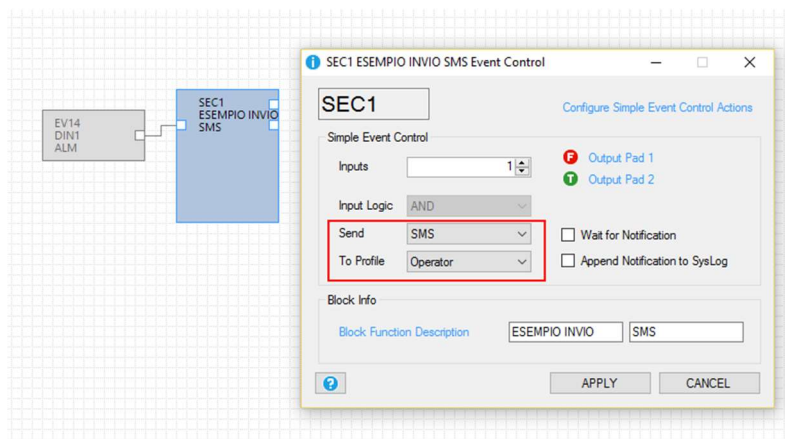 EV14
DIN1
ALM
SEC1
ESEMPIO INVIO
SMS
SEC1 ESEMPIO INVIO SMS Event Control
SEC1
Configure Simple Event Control Actions
Simple Event Control
Inputs 1
F Output Pad 1
T Output Pad 2
Input Logic AND
Send SMS
Wait for Notification
To Profile Operator
Append Notification to SysLog
Block Info
Block Function Description ESEMPIO INVIO SMS
? APPLY CANCEL